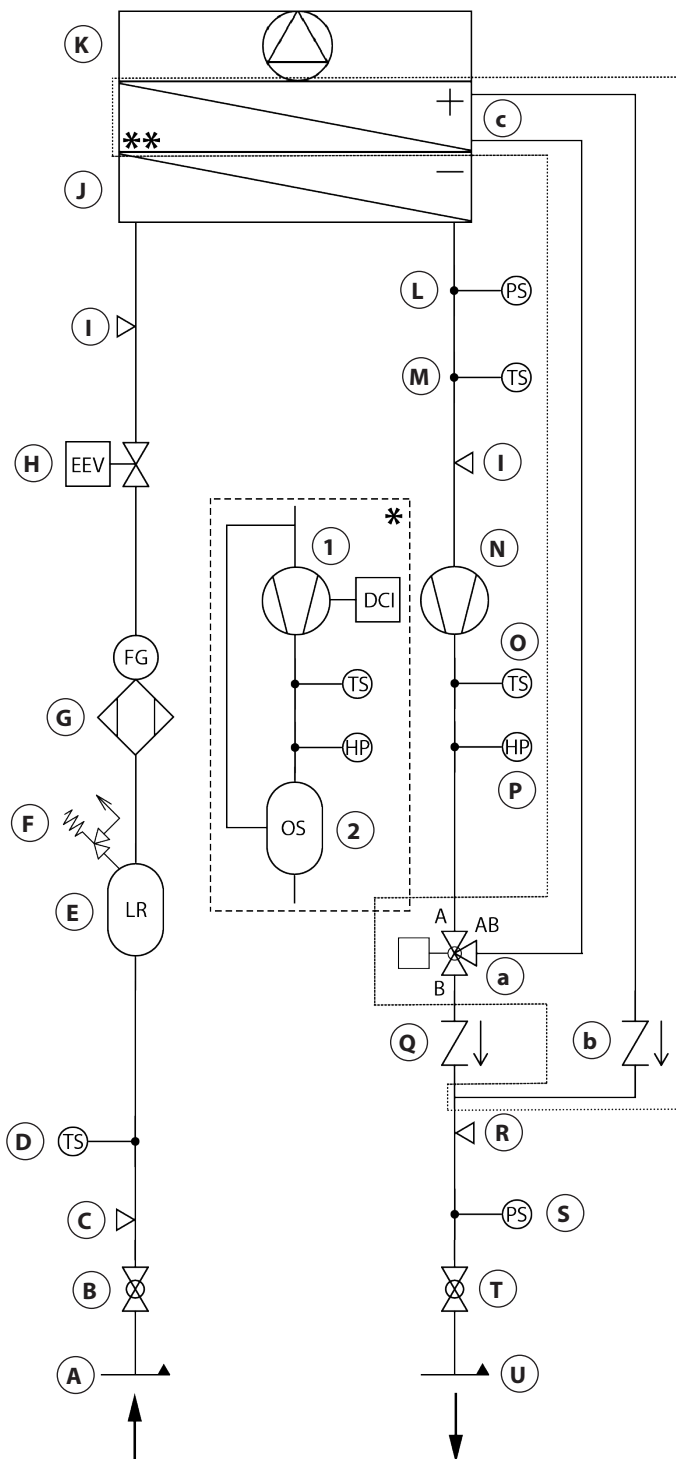 K
+
c
**
J
−
L
PS
I
M
TS
H
EEV
I
*
1
N
DCI
FG
O
TS
TS
G
HP
HP
P
F
OS
2
E
LR
A
AB
a
B
Q
b
D
TS
R
C
PS
S
B
T
A
U